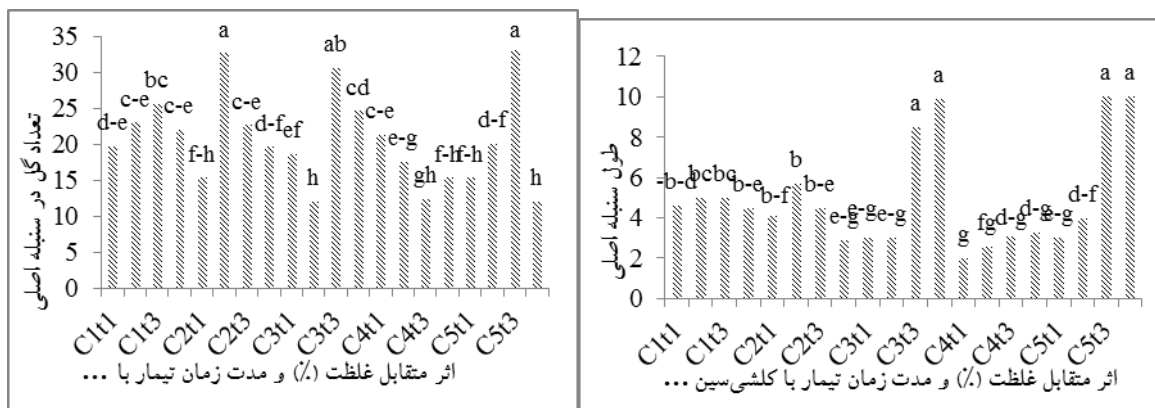 تعداد گل در سنبله اصلی
35
30
25
20
15
10
5
0
d-e
c-e
bc
c-e
f-h
a
c-e
d-f
ef
h
ab
cd
c-e
e-g
gh
f-h
f-h
d-f
a
h
C1t1
C1t3
C2t1
C2t3
C3t1
C3t3
C4t1
C4t3
C5t1
C5t3
اثر متقابل غلظت (٪) و مدت زمان تیمار با ...
طول سنبله اصلی
12
10
8
6
4
2
0
-b-d
bc
bc
b-e
b-f
b
b-e
e-g
e-g
e-g
a
a
g
fg
d-g
d-g
e-g
d-f
a
a
C1t1
C1t3
C2t1
C2t3
C3t1
C3t3
C4t1
C4t3
C5t1
C5t3
اثر متقابل غلظت (٪) و مدت زمان تیمار با کلشی‌سین ...